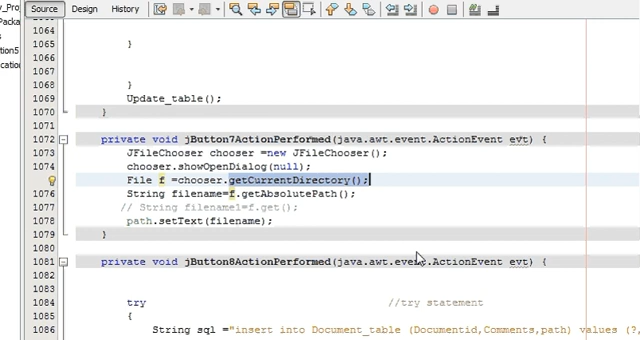 y_Pro
Source Design History
Packa
ation5
icatior
1064
1065 }
1066
1067
1068 }
1069 Update_table();
1070 }
1071
1072 private void jButton7ActionPerformed(java.awt.event.ActionEvent evt) {
1073 JFileChooser chooser =new JFileChooser();
1074 chooser.showOpenDialog(null);
File f =chooser.getCurrentDirectory();
1076 String filename=f.getAbsolutePath();
1077 // String filename1=f.get();
1078 path.setText(filename);
1079 }
1080
1081 private void jButton8ActionPerformed(java.awt.event.ActionEvent evt) {
1082
1083
1084 try //try statement
1085 {
1086 String sql ="insert into Document_table (Documentid,Comments,path) values (?,